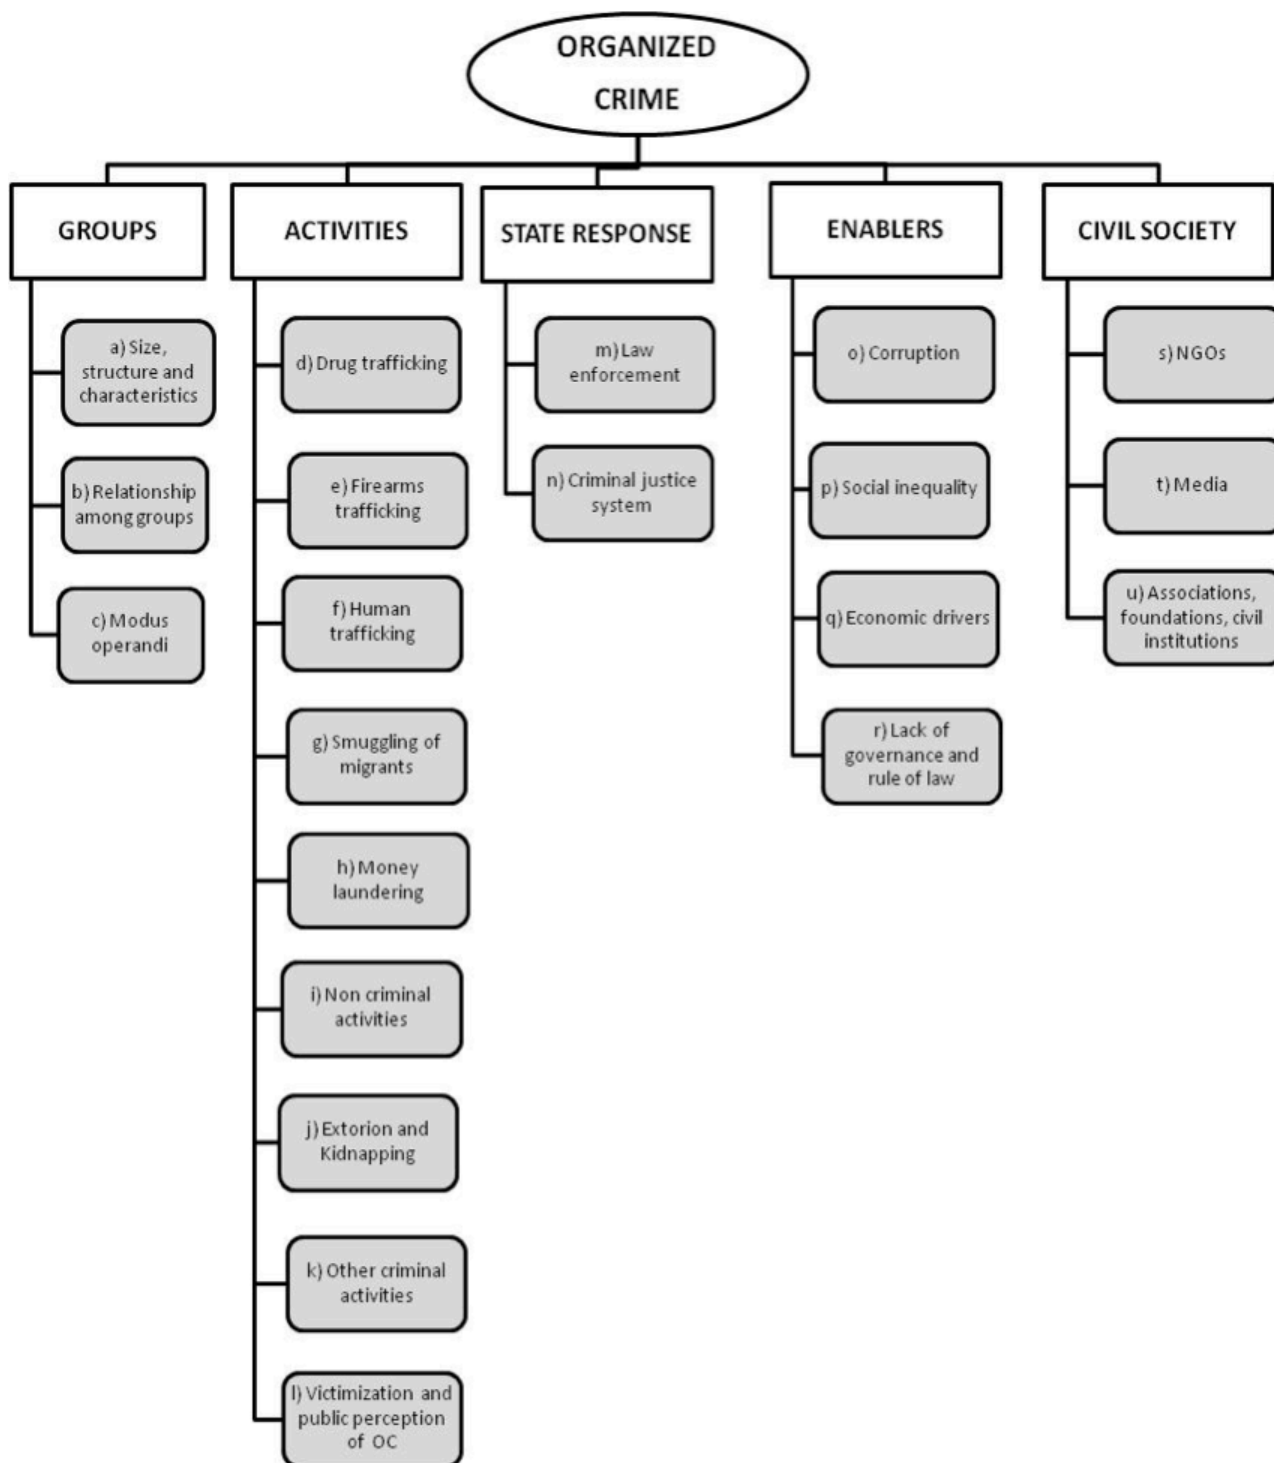 ORGANIZED
CRIME
GROUPS
a) Size,
structure and
characteristics
b) Relationship
among groups
c) Modus
operandi
ACTIVITIES
d) Drug trafficking
e) Firearms
trafficking
f) Human
trafficking
g) Smuggling of
migrants
h) Money
laundering
i) Non criminal
activities
j) Extorion and
Kidnapping
k) Other criminal
activities
l) Victimization and
public perception
of OC
STATE RESPONSE
m) Law
enforcement
n) Criminal justice
system
ENABLERS
o) Corruption
p) Social inequality
q) Economic drivers
r) Lack of
governance and
rule of law
CIVIL SOCIETY
s) NGOs
t) Media
u) Associations,
foundations, civil
institutions